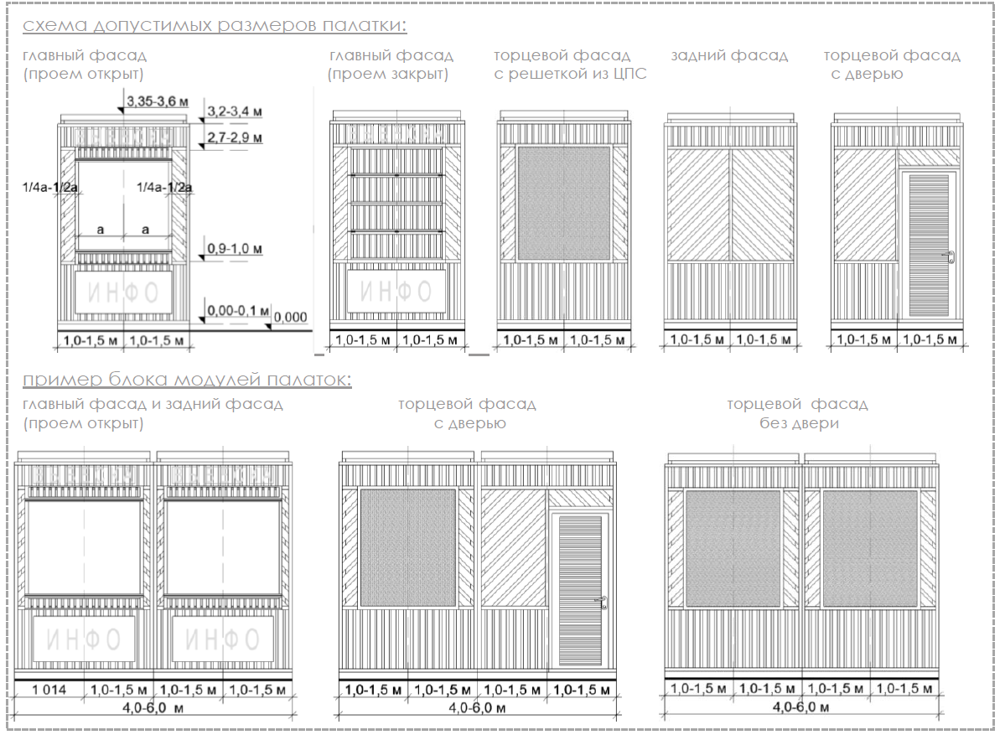 схема допустимых размеров палатки:
главный фасад
(проем открыт)
главный фасад
(проем закрыт)
торцевой фасад
с решеткой из ЦПС
задний фасад
торцевой фасад
с дверью
3,35-3,6 м
3,2-3,4 м
2,7-2,9 м
1/4а-1/2а
1/4а-1/2а
а
а
0,9-1,0 м
0,00-0,1 м
0,000
ВЫВЕСКА
ИНФО
1,0-1,5 м
1,0-1,5 м
ВЫВЕСКА
ИНФО
1,0-1,5 м
1,0-1,5 м
1,0-1,5 м
1,0-1,5 м
1,0-1,5 м
1,0-1,5 м
1,0-1,5 м
1,0-1,5 м
пример блока модулей палаток:
главный фасад и задний фасад
(проем открыт)
торцевой фасад
с дверью
торцевой фасад
без двери
ВЫВЕСКА
ВЫВЕСКА
ИНФО
ИНФО
1 014
1,0-1,5 м
1,0-1,5 м
1,0-1,5 м
4,0-6,0 м
1,0-1,5 м
1,0-1,5 м
1,0-1,5 м
1,0-1,5 м
4,0-6,0 м
1,0-1,5 м
1,0-1,5 м
1,0-1,5 м
1,0-1,5 м
4,0-6,0 м